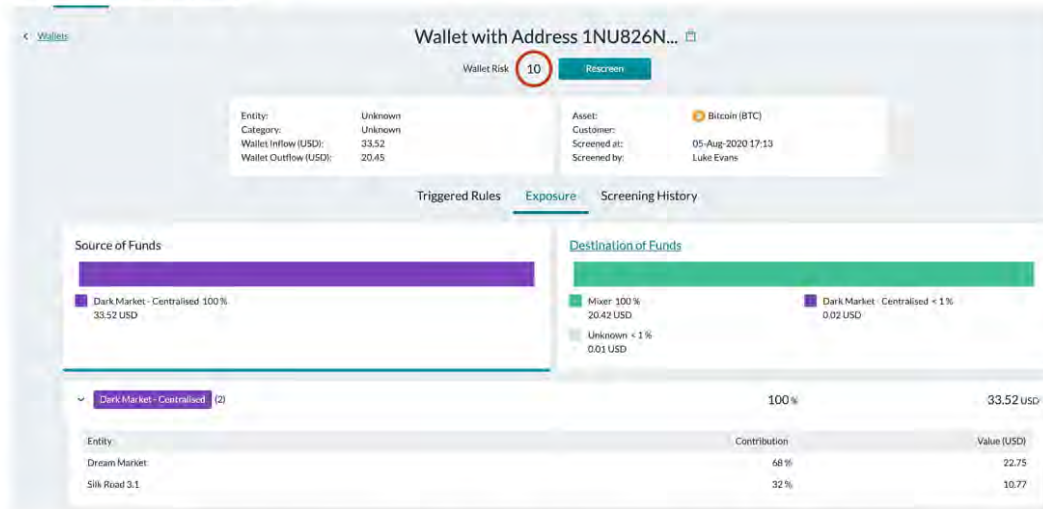 < Wallets
Wallet with Address 1NU826N...
Wallet Risk 10 Rescreen
Entity: Unknown
Category: Unknown
Wallet Inflow (USD): 33.52
Wallet Outflow (USD): 20.45
Asset: Bitcoin (BTC)
Customer:
Screened at: 05-Aug-2020 17:13
Screened by: Luke Evans
Triggered Rules Exposure Screening History
Source of Funds
Dark Market - Centralised 100%
33.52 USD
Destination of Funds
Mixer 100% Dark Market - Centralised < 1%
20.42 USD 0.02 USD
Unknown < 1%
0.01 USD
Dark Market - Centralised (2) 100% 33.52 USD
Entity Contribution Value (USD)
Dream Market 68% 22.75
Silk Road 3.1 32% 10.77